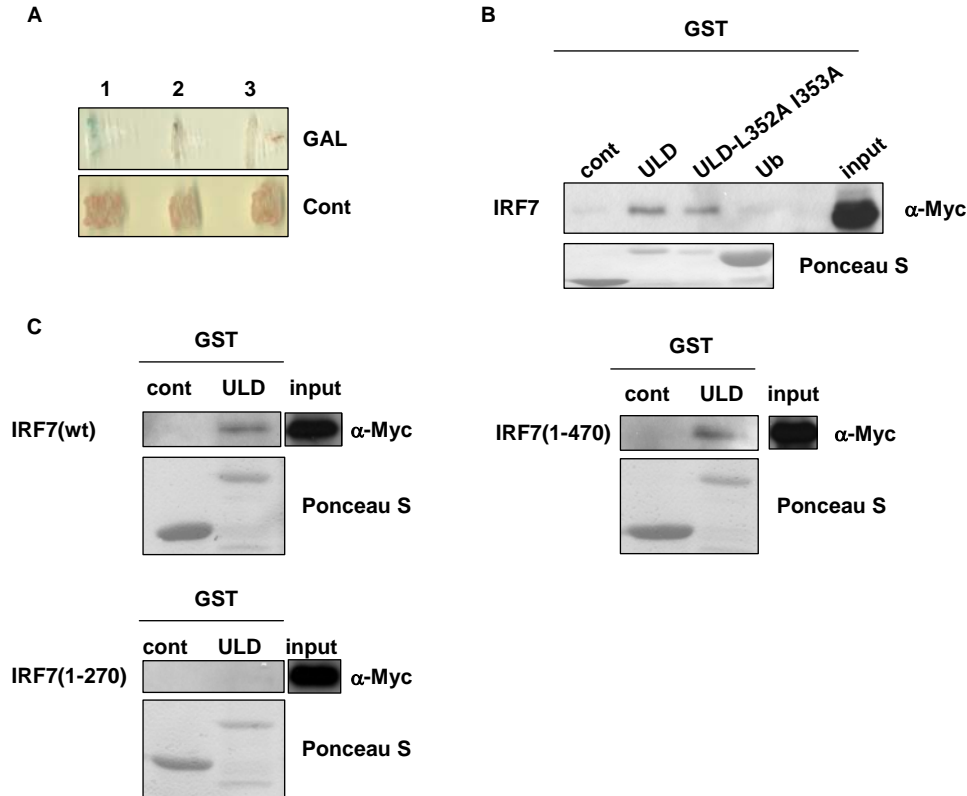 A
1 2 3
GAL
Cont
B
GST
cont ULD ULD-L352A I353A Ub input
IRF7 α-Myc
Ponceau S
C
GST
cont ULD input
IRF7(wt) α-Myc
Ponceau S
GST
cont ULD input
IRF7(1-470) α-Myc
Ponceau S
GST
cont ULD input
IRF7(1-270) α-Myc
Ponceau S